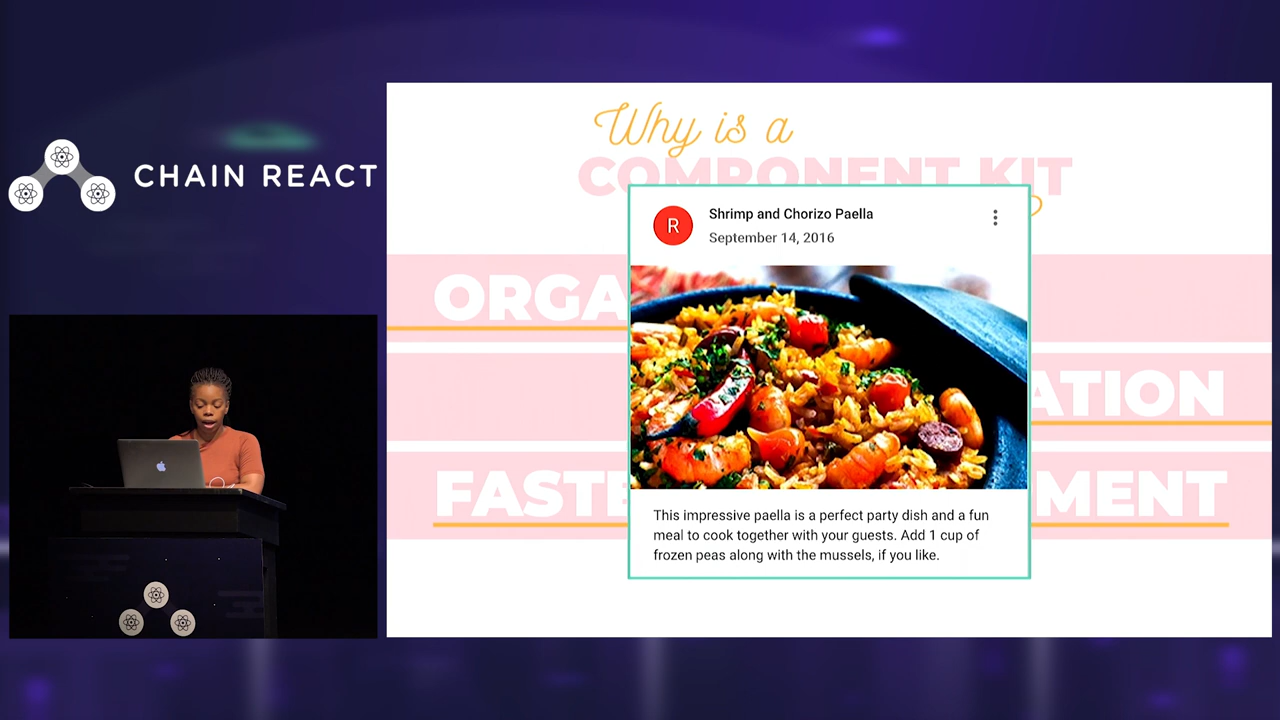 CHAIN REACT
Why is a
COMPONENT KIT
R
Shrimp and Chorizo Paella
September 14, 2016
ORGA
ATION
FASTE
MENT
This impressive paella is a perfect party dish and a fun
meal to cook together with your guests. Add 1 cup of
frozen peas along with the mussels, if you like.